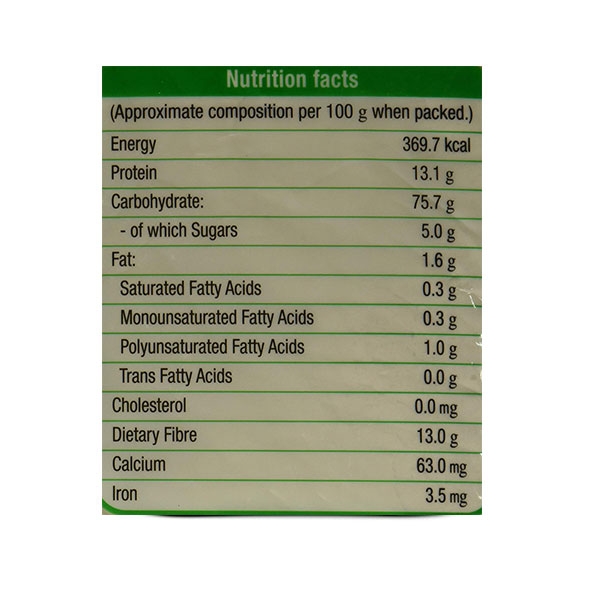 Nutrition facts
(Approximate composition per 100 g when packed.)
Energy 369.7 kcal
Protein 13.1 g
Carbohydrate: 75.7 g
- of which Sugars 5.0 g
Fat: 1.6 g
Saturated Fatty Acids 0.3 g
Monounsaturated Fatty Acids 0.3 g
Polyunsaturated Fatty Acids 1.0 g
Trans Fatty Acids 0.0 g
Cholesterol 0.0 mg
Dietary Fibre 13.0 g
Calcium 63.0 mg
Iron 3.5 mg